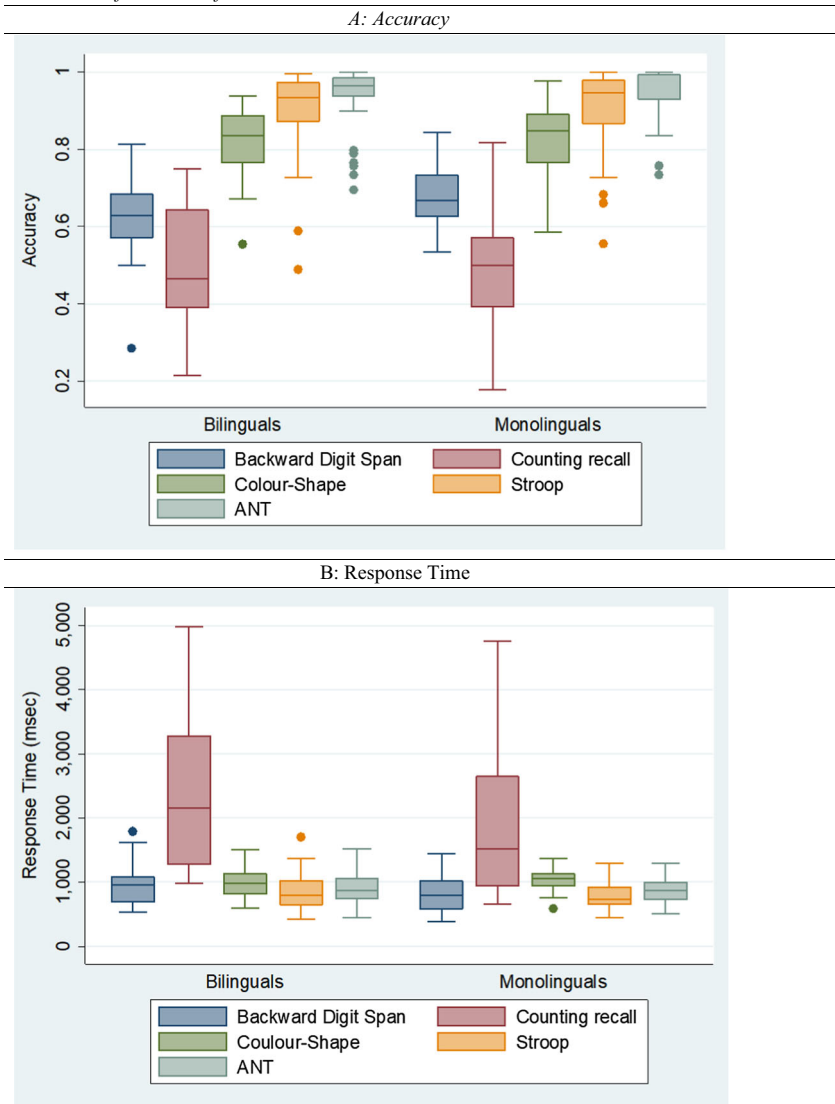 A: Accuracy
1
0.8
0.6
0.4
0.2
Accuracy
Bilinguals Monolinguals
Backward Digit Span Counting recall
Colour-Shape Stroop
ANT
B: Response Time
5,000
4,000
3,000
2,000
1,000
0
Response Time (msec)
Bilinguals Monolinguals
Backward Digit Span Counting recall
Coulour-Shape Stroop
ANT